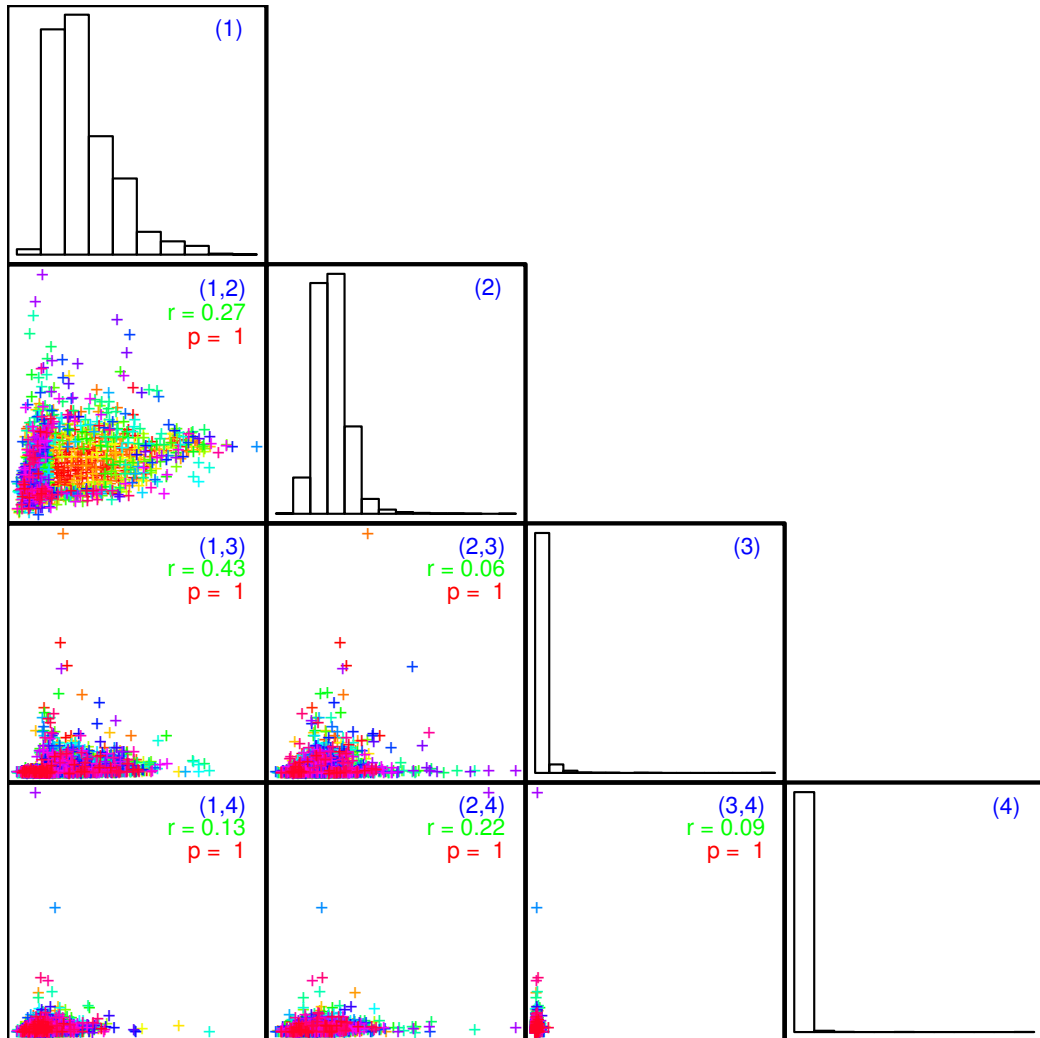 (1)
(1,2)
r = 0.27
p = 1
(2)
(1,3)
r = 0.43
p = 1
(2,3)
r = 0.06
p = 1
(3)
(1,4)
r = 0.13
p = 1
(2,4)
r = 0.22
p = 1
(3,4)
r = 0.09
p = 1
(4)